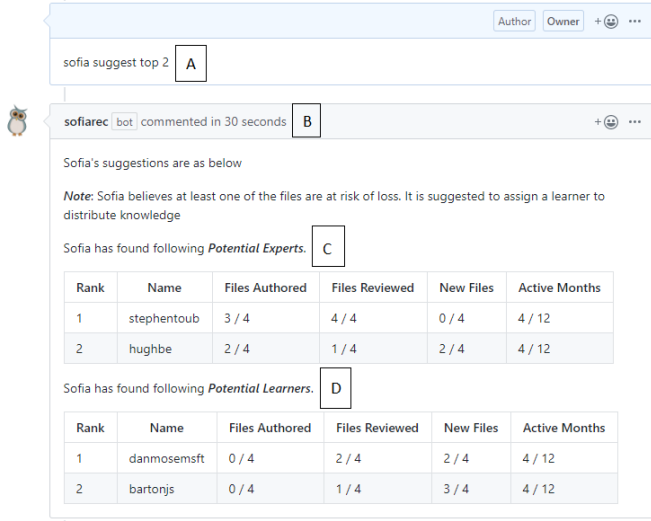 Author Owner
sofia suggest top 2 A
sofiarec bot commented in 30 seconds B
Sofia's suggestions are as below
Note: Sofia believes at least one of the files are at risk of loss. It is suggested to assign a learner to
distribute knowledge
Sofia has found following Potential Experts. C
Rank Name Files Authored Files Reviewed New Files Active Months
1 stephentoub 3 / 4 4 / 4 0 / 4 4 / 12
2 hughbe 2 / 4 1 / 4 2 / 4 4 / 12
Sofia has found following Potential Learners. D
Rank Name Files Authored Files Reviewed New Files Active Months
1 danmosemsft 0 / 4 2 / 4 2 / 4 4 / 12
2 bartonjs 0 / 4 1 / 4 3 / 4 4 / 12